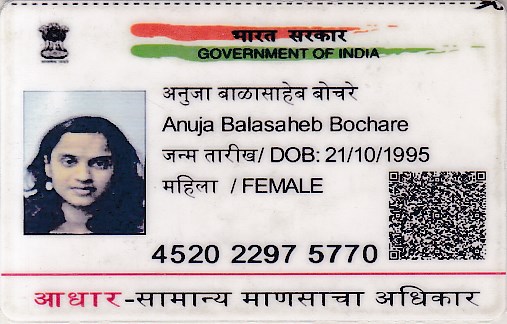 भारत सरकार
GOVERNMENT OF INDIA
अनुजा बाळासाहेब बोचरे
Anuja Balasaheb Bochare
जन्म तारीख/ DOB: 21/10/1995
महिला / FEMALE
4520 2297 5770
आधार-सामान्य माणसाचा अधिकार